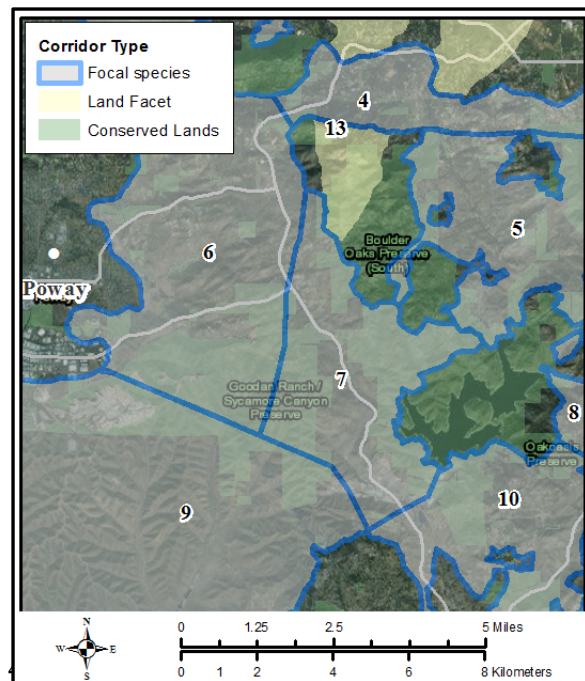 Corridor Type
Focal species
Land Facet
Conserved Lands
4
13
5
6
Boulder
Oaks Preserve
(South)
Poway
7
Goodan Ranch /
Sycamore Canyon
Preserve
8
Oakoasis
Preserve
9
10
N
W E
S
0 1.25 2.5 5 Miles
0 1 2 4 6 8 Kilometers
4